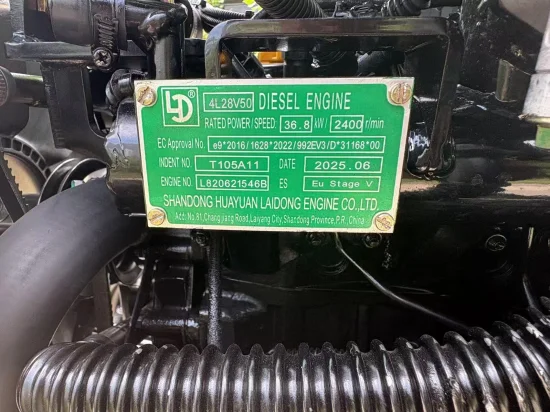 LD® 4L28V50 DIESEL ENGINE
RATED POWER/SPEED: 36.8 kW/ 2400 r/min
EC Approval No. e9*2016/1628*2022/992EV3/D*31168*00
INDENT NO. T105A11 DATE 2025.06
ENGINE NO. L820621546B ES Eu Stage V
SHANDONG HUAYUAN LAIDONG ENGINE CO.,LTD.
Add: No.81,Changjiang Road,Laiyang City,Shandong Province,P.R. China